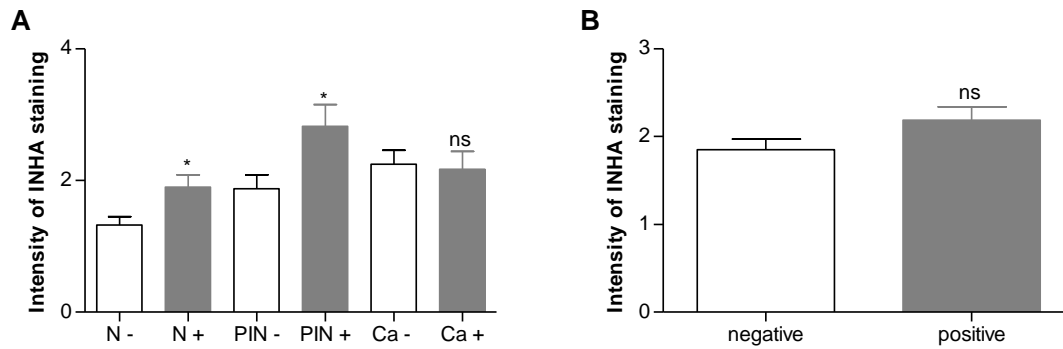 A
Intensity of INHA staining
4
2
0
*
*
ns
N - N + PIN - PIN + Ca - Ca +
B
Intensity of INHA staining
3
2
1
0
ns
negative positive